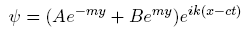 ψ = (Ae^{-my} + Be^{my})e^{ik(x-ct)}